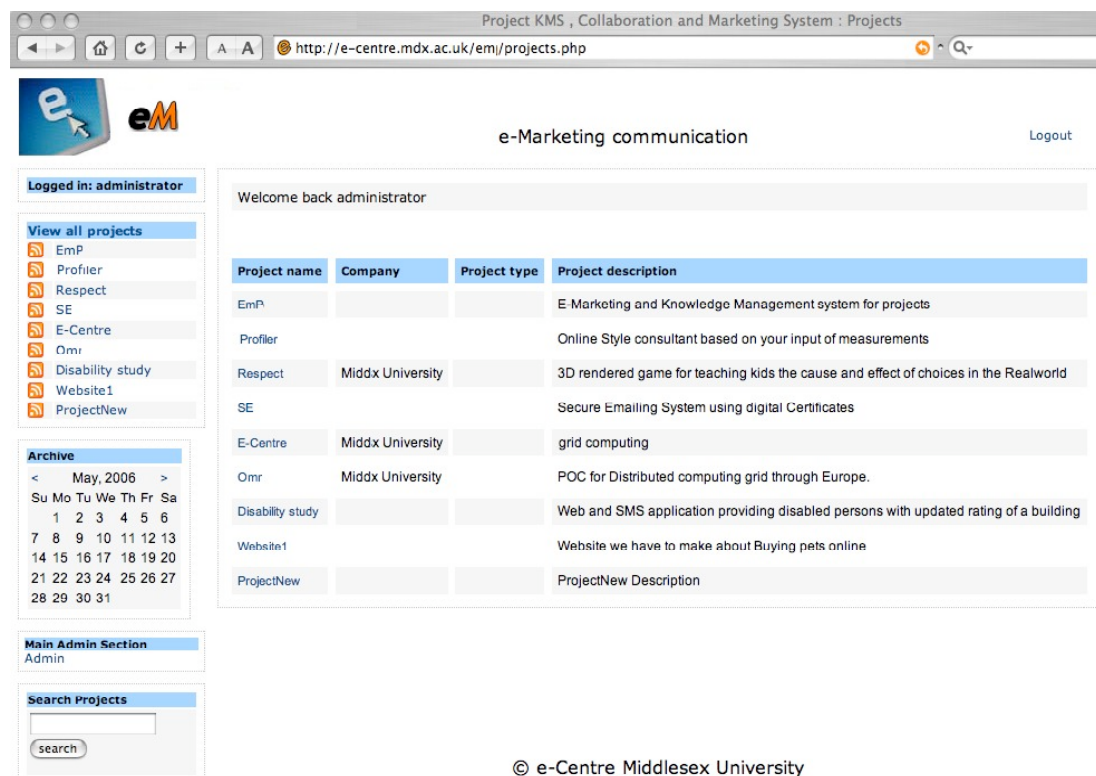 Project KMS , Collaboration and Marketing System : Projects
A A http://e-centre.mdx.ac.uk/emj/projects.php Q
e
eM
e-Marketing communication
Logout
Logged in: administrator
Welcome back administrator
View all projects
EmP
Profiler
Respect
SE
E-Centre
Omr
Disability study
Website1
ProjectNew
Project name Company Project type Project description
EmP E-Marketing and Knowledge Management system for projects
Profiler Online Style consultant based on your input of measurements
Respect Middx University 3D rendered game for teaching kids the cause and effect of choices in the Realworld
SE Secure Emailing System using digital Certificates
E-Centre Middx University grid computing
Omr Middx University POC for Distributed computing grid through Europe.
Disability study Web and SMS application providing disabled persons with updated rating of a building
Website1 Website we have to make about Buying pets online
ProjectNew ProjectNew Description
Archive
< May, 2006 >
Su Mo Tu We Th Fr Sa
1 2 3 4 5 6
7 8 9 10 11 12 13
14 15 16 17 18 19 20
21 22 23 24 25 26 27
28 29 30 31
Main Admin Section
Admin
Search Projects
search
© e-Centre Middlesex University